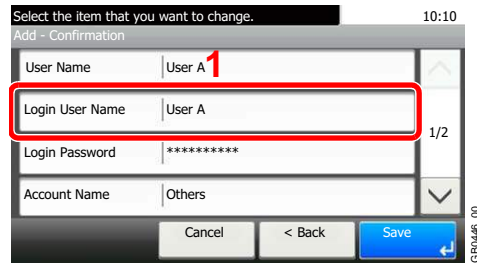 Select the item that you want to change. 10:10
Add - Confirmation
User Name User A 1
Login User Name User A
1/2
Login Password **********
Account Name Others
Cancel < Back Save
GB0446_00